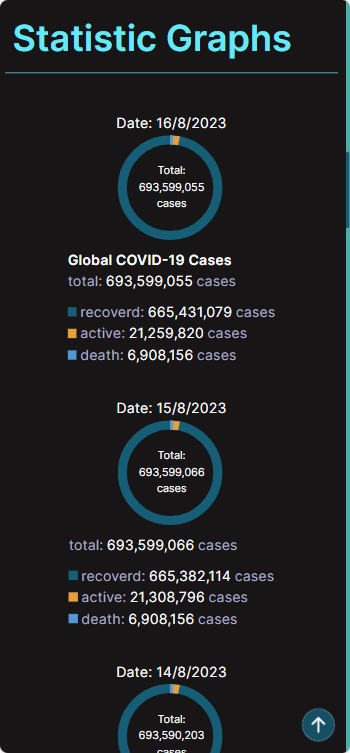 Statistic Graphs
Date: 16/8/2023
Total:
693,599,055
cases
Global COVID-19 Cases
total: 693,599,055 cases
recoverd: 665,431,079 cases
active: 21,259,820 cases
death: 6,908,156 cases
Date: 15/8/2023
Total:
693,599,066
cases
total: 693,599,066 cases
recoverd: 665,382,114 cases
active: 21,308,796 cases
death: 6,908,156 cases
Date: 14/8/2023
Total:
693,590,203
cases